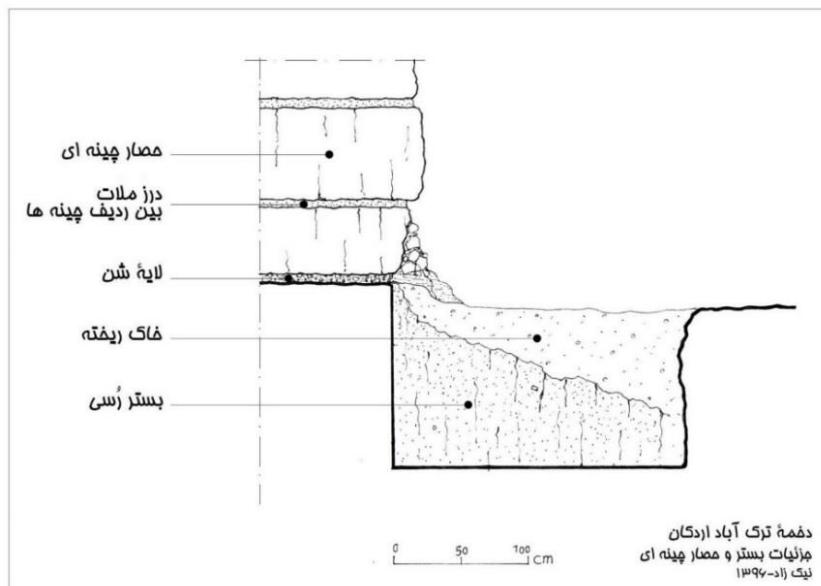 حصار چینه ای
درز ملات
بین ردیف چینه ها
لایهٔ شن
خاک ریخته
بستر رُسی
0 50 100 cm
دخمهٔ ترک آباد اردکان
جزئیات بستر و حصار چینه ای
نیک زاد-۱۳۹۶